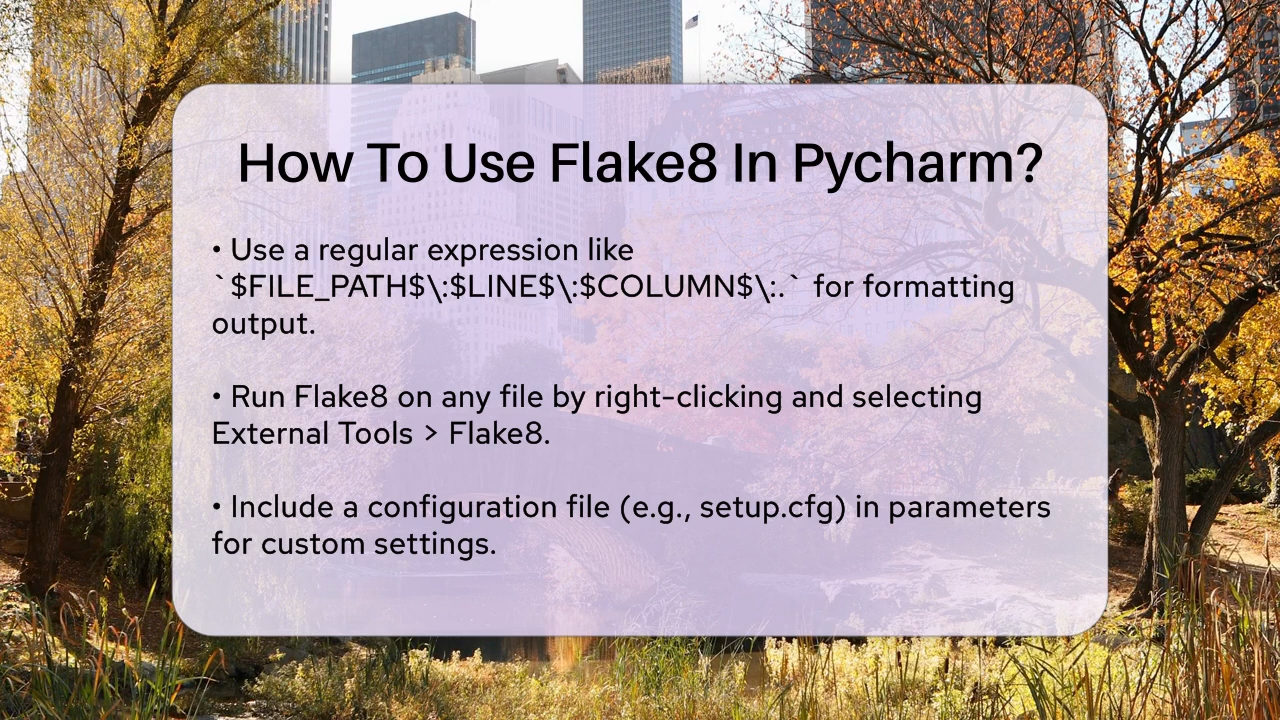 How To Use Flake8 In Pycharm?
• Use a regular expression like
`$FILE_PATH$\:$LINE$\:$COLUMN$\:.` for formatting
output.
• Run Flake8 on any file by right-clicking and selecting
External Tools > Flake8.
• Include a configuration file (e.g., setup.cfg) in parameters
for custom settings.